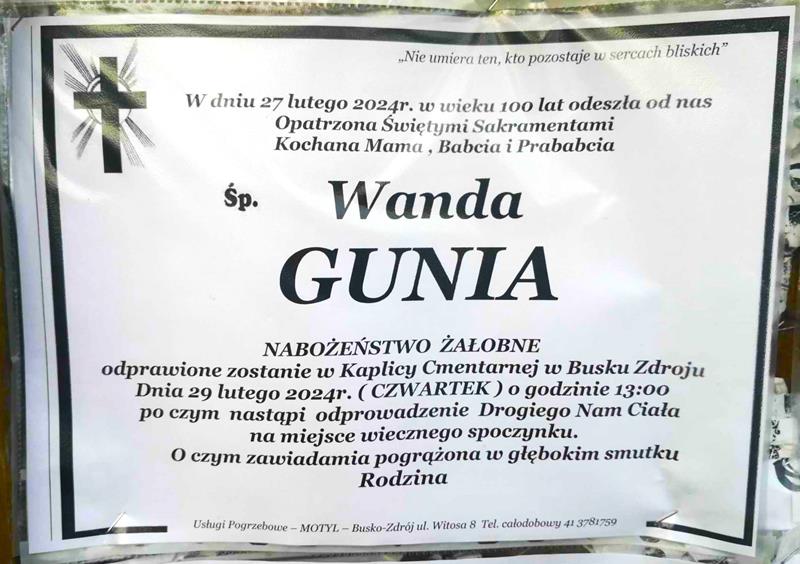 „Nie umiera ten, kto pozostaje w sercach bliskich”
W dniu 27 lutego 2024r. w wieku 100 lat odeszła od nas
Opatrzona Świętymi Sakramentami
Kochana Mama , Babcia i Prababcia
Śp. Wanda
GUNIA
NABOŻEŃSTWO ŻAŁOBNE
odprawione zostanie w Kaplicy Cmentarnej w Busku Zdroju
Dnia 29 lutego 2024r. ( CZWARTEK ) o godzinie 13:00
po czym nastąpi odprowadzenie Drogiego Nam Ciała
na miejsce wiecznego spoczynku.
O czym zawiadamia pogrążona w głębokim smutku
Rodzina
Usługi Pogrzebowe – MOTYL – Busko-Zdrój ul. Witosa 8 Tel. całodobowy 41 3781759